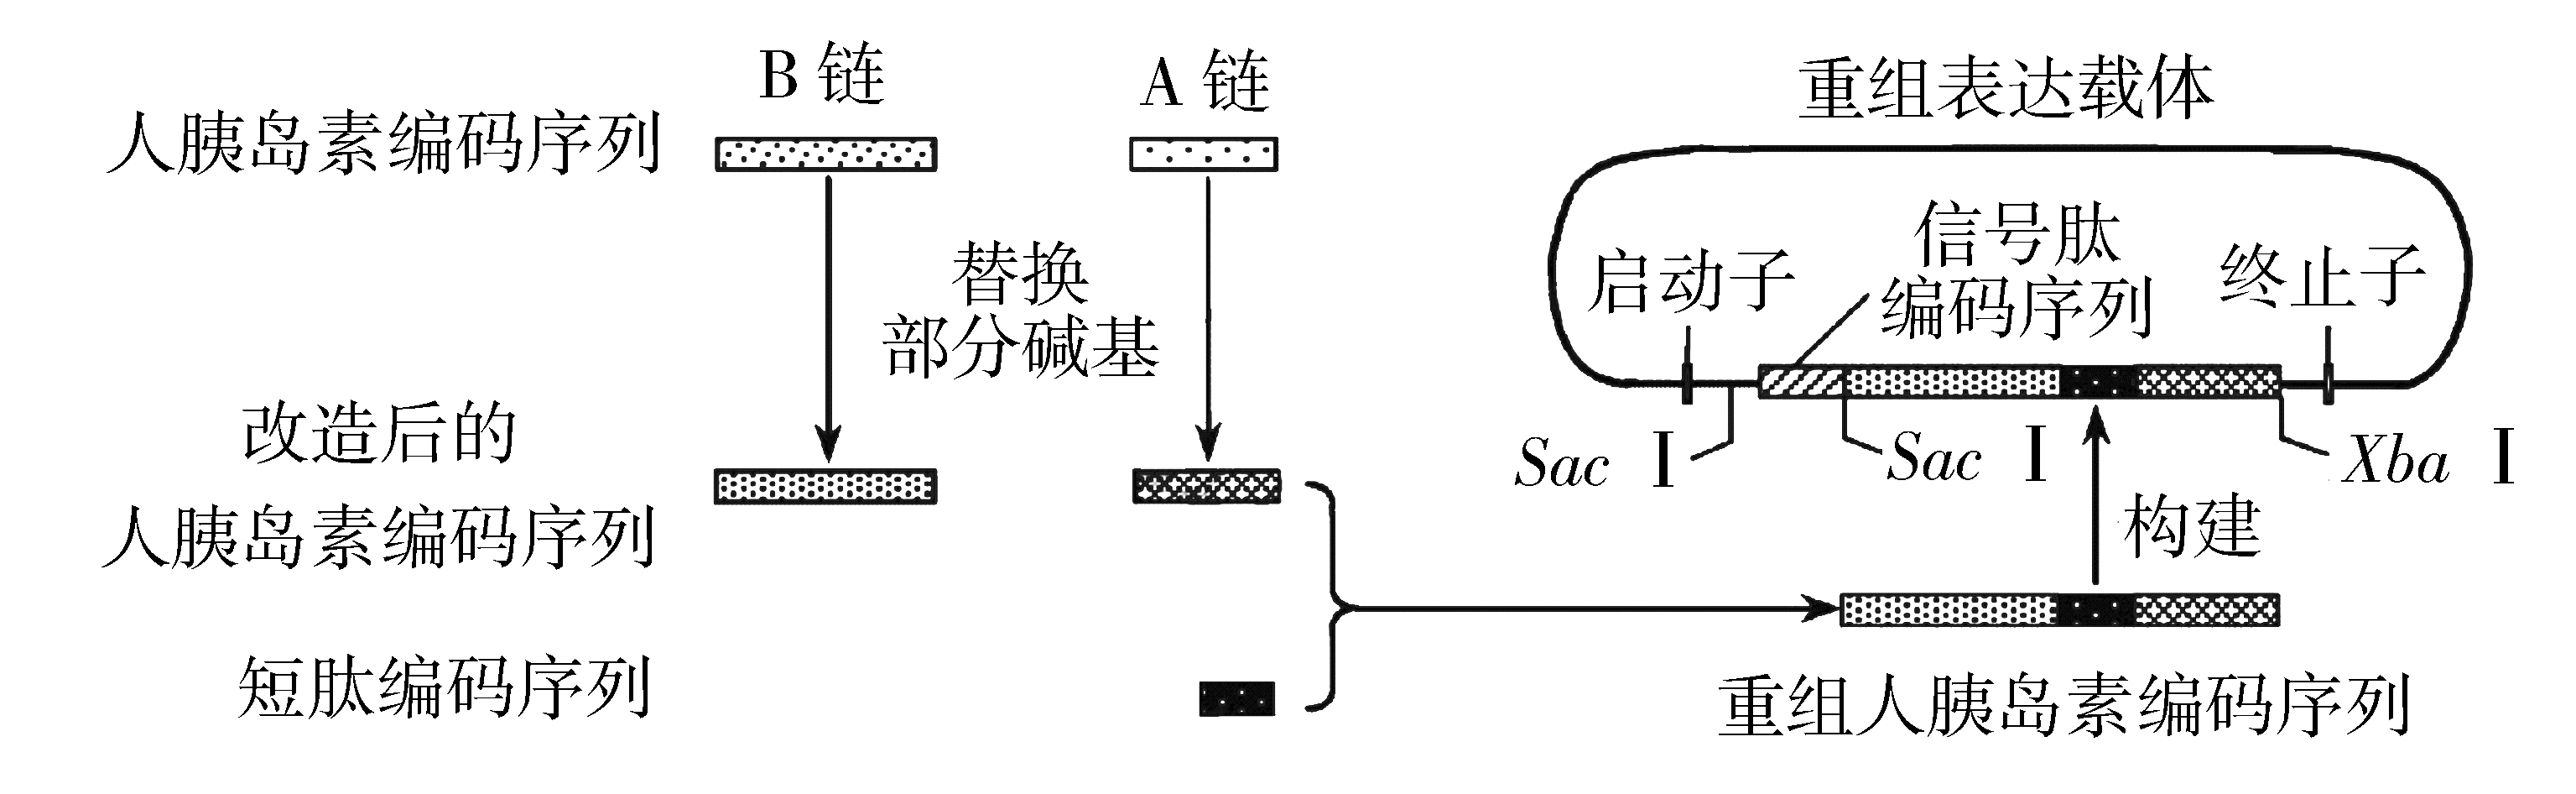 B 链
A 链
人胰岛素编码序列
替换
部分碱基
改造后的
人胰岛素编码序列
短肽编码序列
重组表达载体
启动子
信号肽
编码序列
终止子
Sac Ⅰ
Sac Ⅰ
Xba Ⅰ
构建
重组人胰岛素编码序列